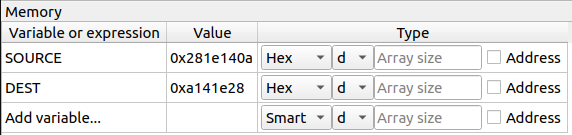 Memory
Variable or expression Value Type
SOURCE 0x281e140a Hex d Array size Address
DEST 0xa141e28 Hex d Array size Address
Add variable... Smart d Array size Address